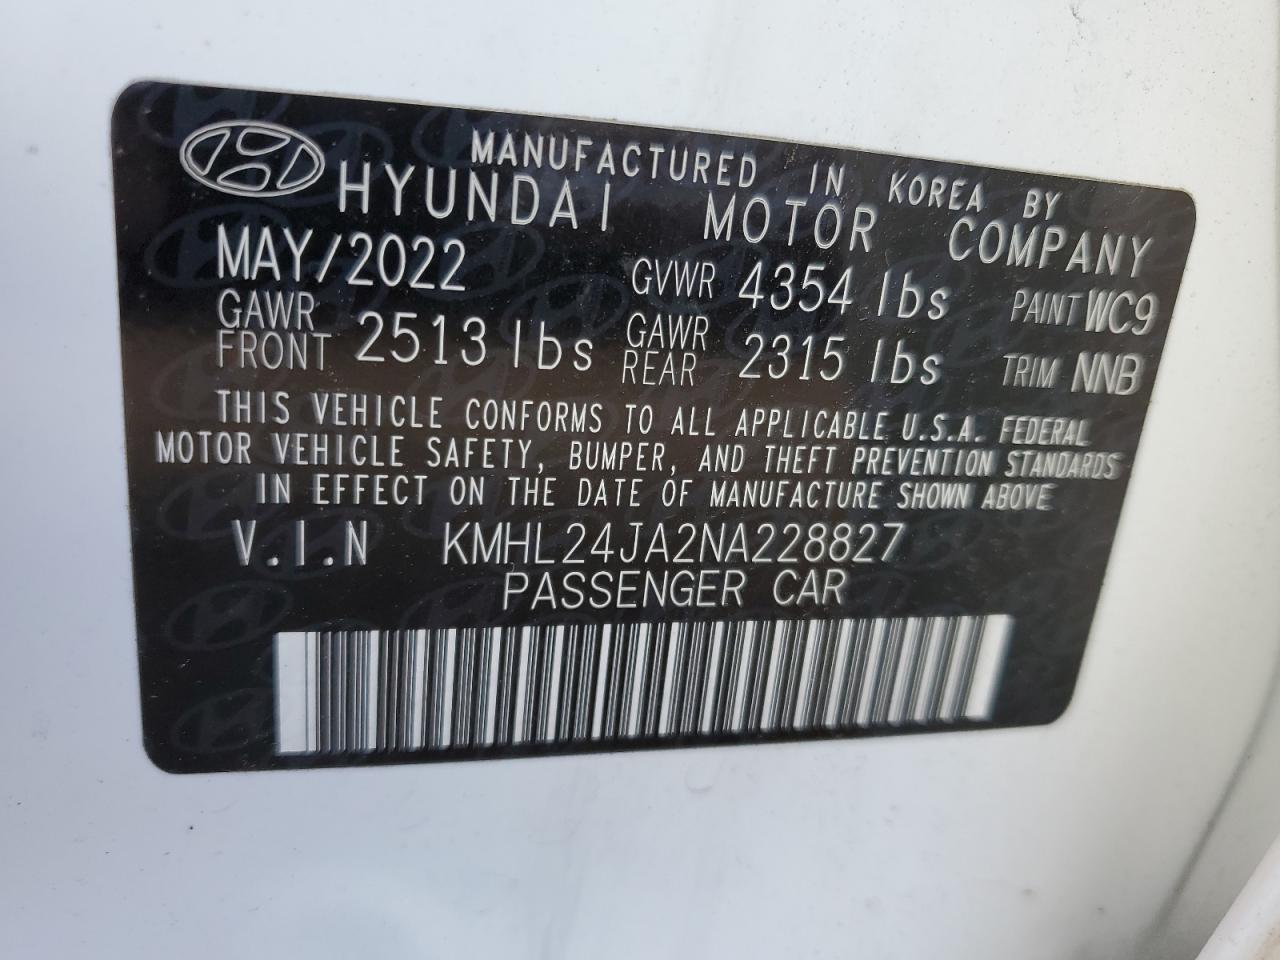 MANUFACTURED IN KOREA BY
HYUNDAI MOTOR COMPANY
MAY/2022 GVWR 4354 lbs PAINT WC9
GAWR FRONT 2513 lbs GAWR REAR 2315 lbs TRIM NNB
THIS VEHICLE CONFORMS TO ALL APPLICABLE U.S.A. FEDERAL
MOTOR VEHICLE SAFETY, BUMPER, AND THEFT PREVENTION STANDARDS
IN EFFECT ON THE DATE OF MANUFACTURE SHOWN ABOVE
V.I.N KMHL24JA2NA228827
PASSENGER CAR